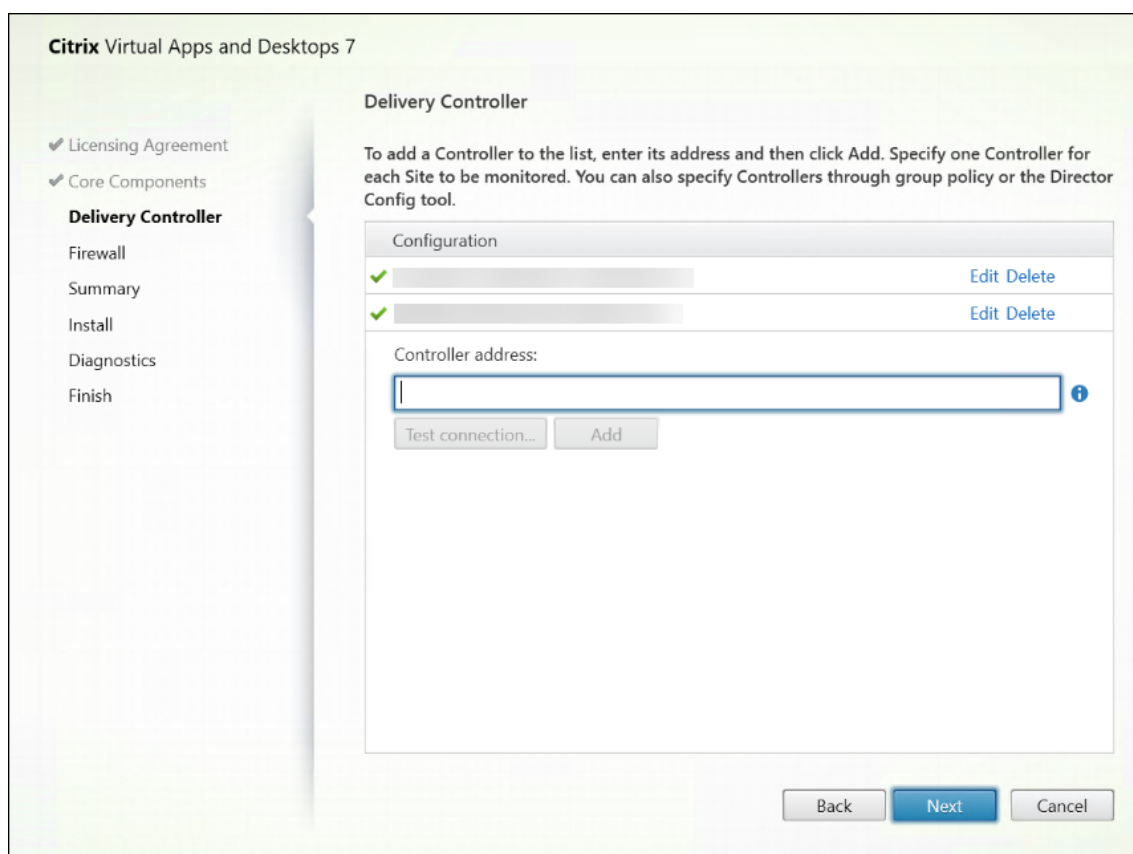 Citrix Virtual Apps and Desktops 7
Licensing Agreement
Core Components
Delivery Controller
Firewall
Summary
Install
Diagnostics
Finish
Delivery Controller
To add a Controller to the list, enter its address and then click Add. Specify one Controller for
each Site to be monitored. You can also specify Controllers through group policy or the Director
Config tool.
Configuration
Edit Delete
Edit Delete
Controller address:
Test connection... Add
Back Next Cancel